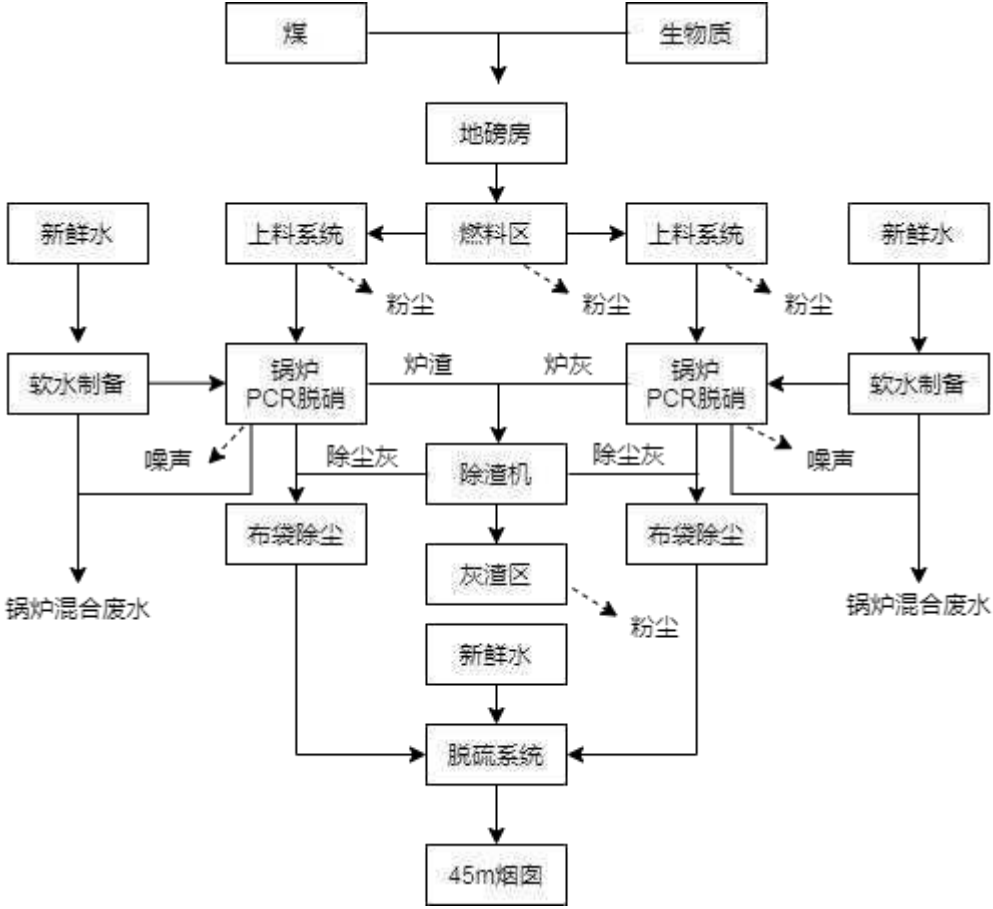 煤
生物质
地磅房
新鲜水
上料系统
燃料区
上料系统
新鲜水
粉尘
粉尘
粉尘
软水制备
锅炉
PCR脱硝
炉渣
炉灰
锅炉
PCR脱硝
软水制备
噪声
除尘灰
除渣机
除尘灰
噪声
布袋除尘
布袋除尘
灰渣区
锅炉混合废水
粉尘
锅炉混合废水
新鲜水
脱硫系统
45m烟囱